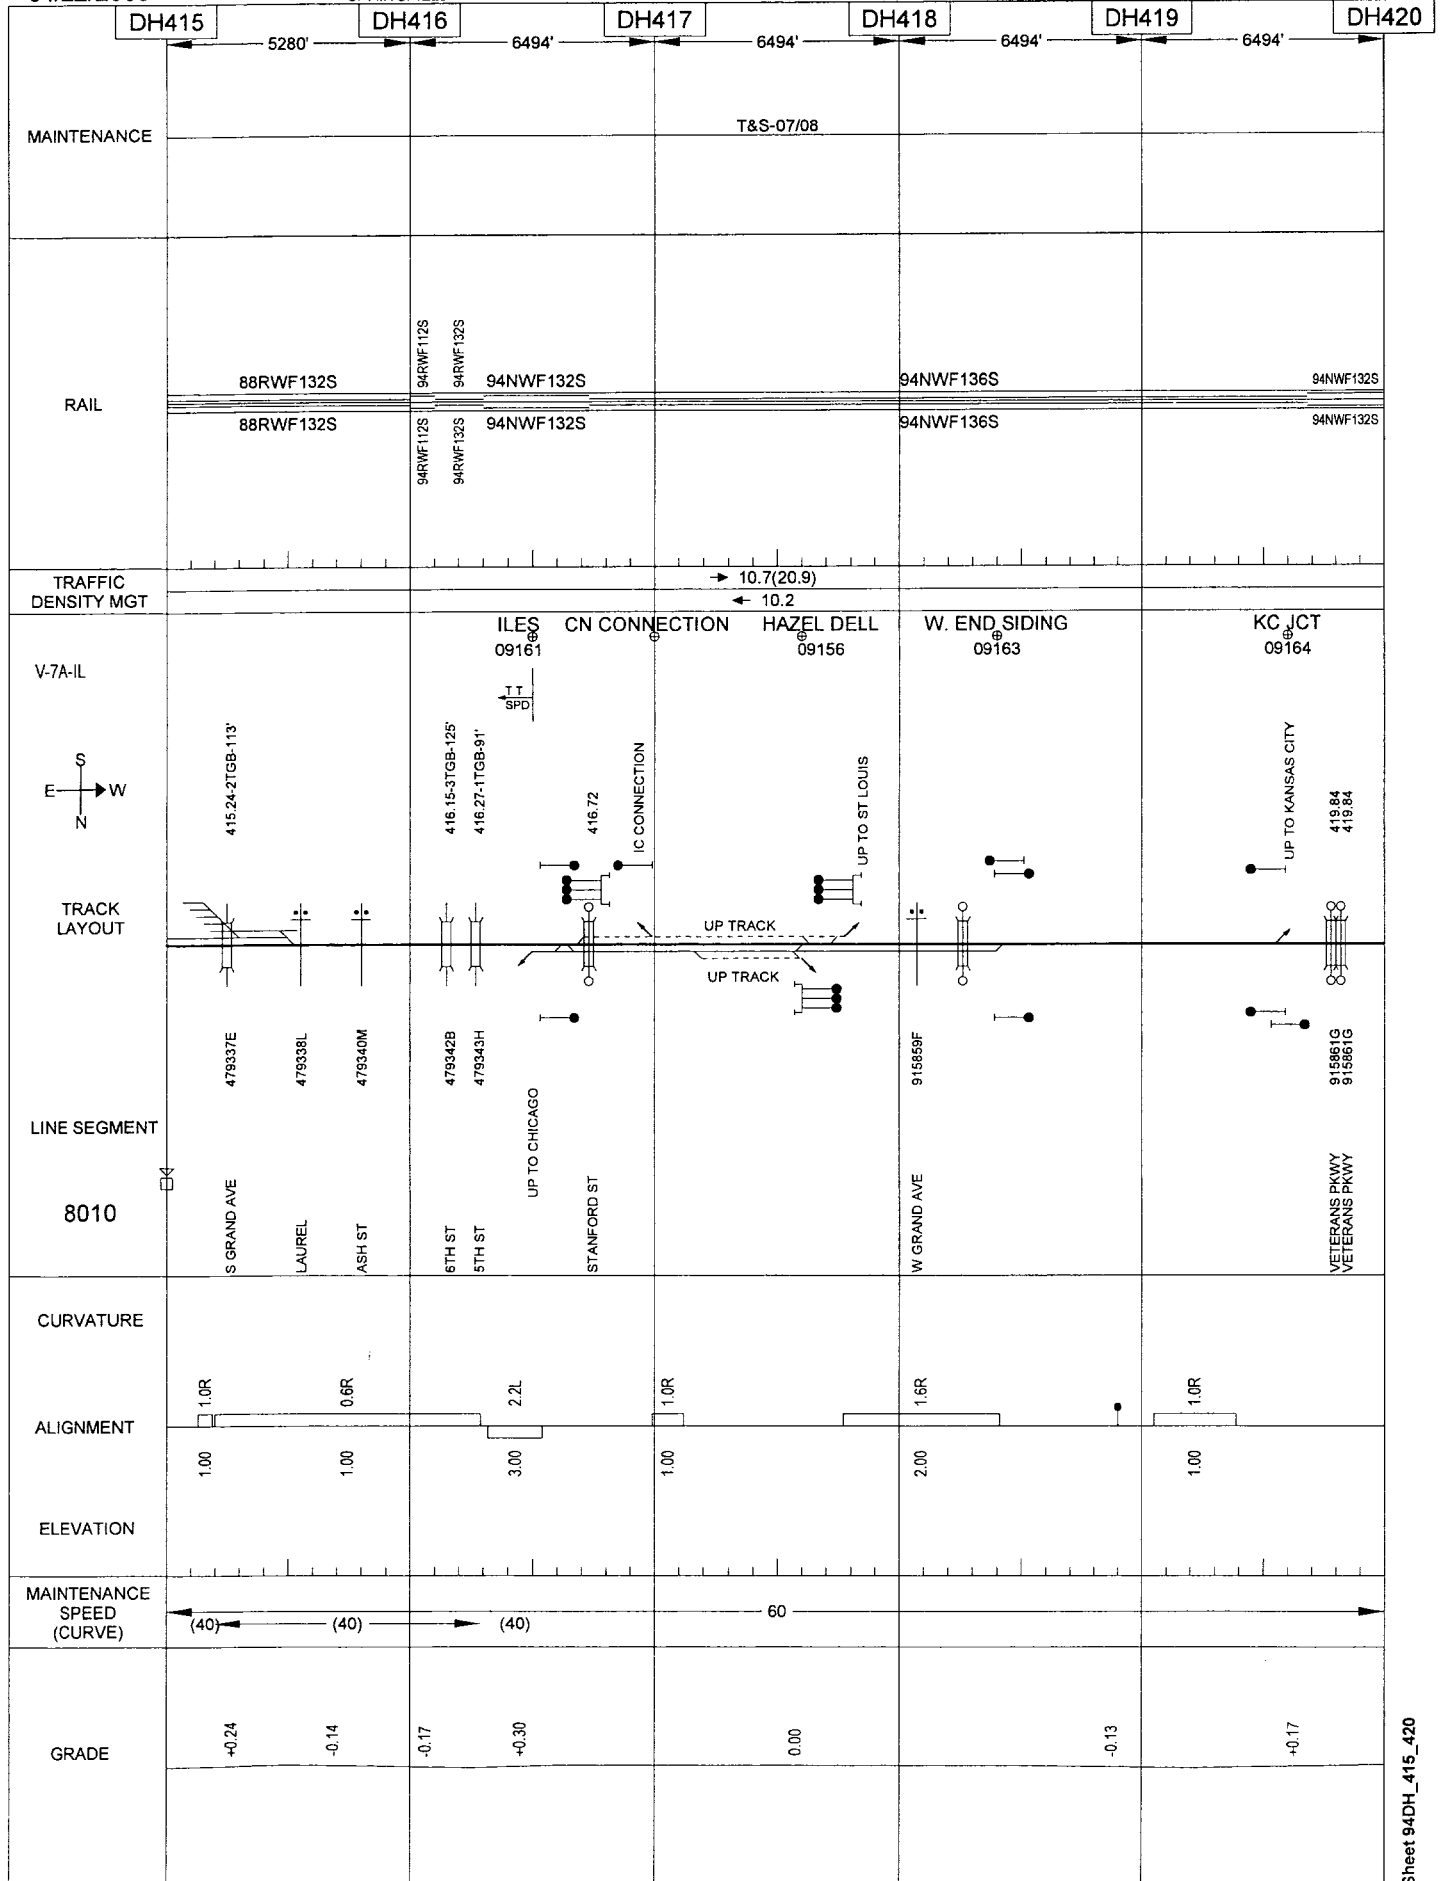 DH415 DH416 DH417 DH418 DH419 DH420
5280' 6494' 6494' 6494' 6494'
MAINTENANCE
T&S-07/08
RAIL
94RWF112S 94RWF132S
88RWF132S 94NWF132S 94NWF136S 94NWF132S
88RWF132S 94NWF132S 94NWF136S 94NWF132S
94RWF112S 94RWF132S
TRAFFIC
DENSITY MGT
10.7(20.9)
10.2
ILES CN CONNECTION HAZEL DELL W. END SIDING KC JCT
09161 09156 09163 09164
V-7A-IL
TT
SPD
S
E W
N
415.24-2TGB-113'
416.15-3TGB-125'
416.27-1TGB-91'
416.72
IC CONNECTION
UP TO ST LOUIS
UP TO KANSAS CITY
419.84
419.84
TRACK
LAYOUT
UP TRACK
UP TRACK
479337E
479338L
479340M
479342B
479343H
915859F
915861G
915861G
LINE SEGMENT
8010
S GRAND AVE
LAUREL
ASH ST
6TH ST
5TH ST
UP TO CHICAGO
STANFORD ST
W GRAND AVE
VETERANS PKWY
VETERANS PKWY
CURVATURE
1.0R 0.6R 2.2L 1.0R 1.6R 1.0R
ALIGNMENT
1.00 1.00 3.00 1.00 2.00 1.00
ELEVATION
MAINTENANCE
SPEED
(CURVE)
60
(40) (40) (40)
GRADE
+0.24 -0.14 -0.17 +0.30 0.00 -0.13 +0.17
Sheet 94DH_415_420